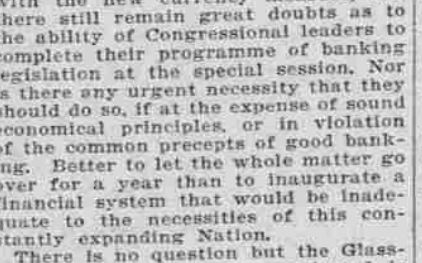 with the new currency
there still remain great doubts as to
the ability of Congressional leaders to
complete their programme of banking
legislation at the special session. Nor
is there any urgent necessity that they
should do so, if at the expense of sound
economical principles, or in violation
of the common precepts of good bank-
ing. Better to let the whole matter go
over for a year than to inaugurate a
financial system that would be inade-
quate to the necessities of this con-
stantly expanding Nation.
There is no question but the Glass-